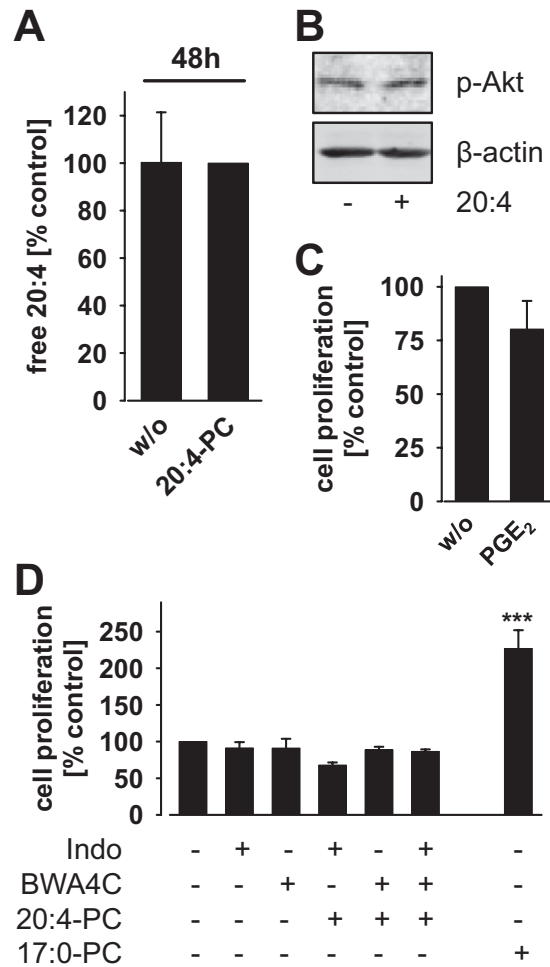 A
48h
free 20:4 [% control]
120
100
80
60
40
20
0
w/o
20:4-PC
B
p-Akt
β-actin
- + 20:4
C
cell proliferation
[% control]
100
75
50
25
0
w/o
PGE₂
D
cell proliferation
[% control]
250
200
150
100
50
0
***
Indo - + - + - + -
BWA4C - - + - + + -
20:4-PC - - - + + + -
17:0-PC - - - - - - +